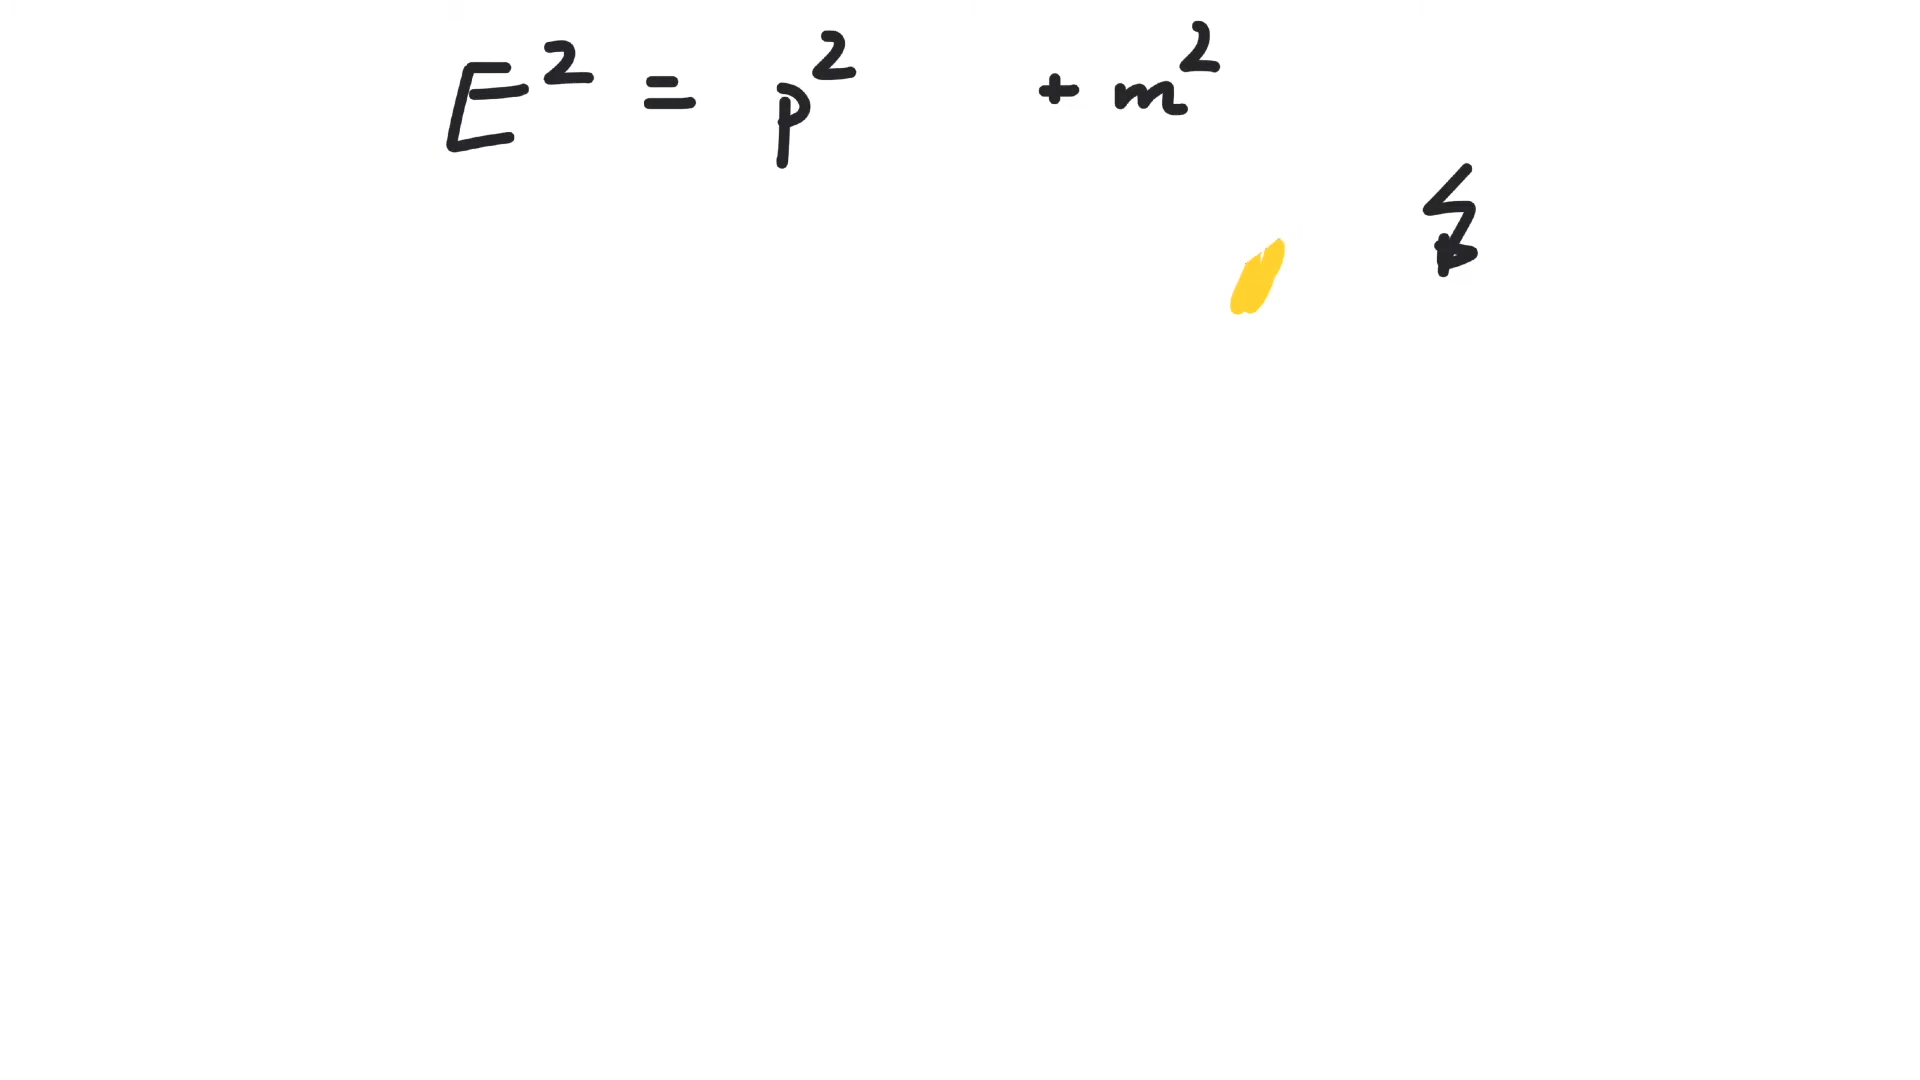 E² = p² + m²